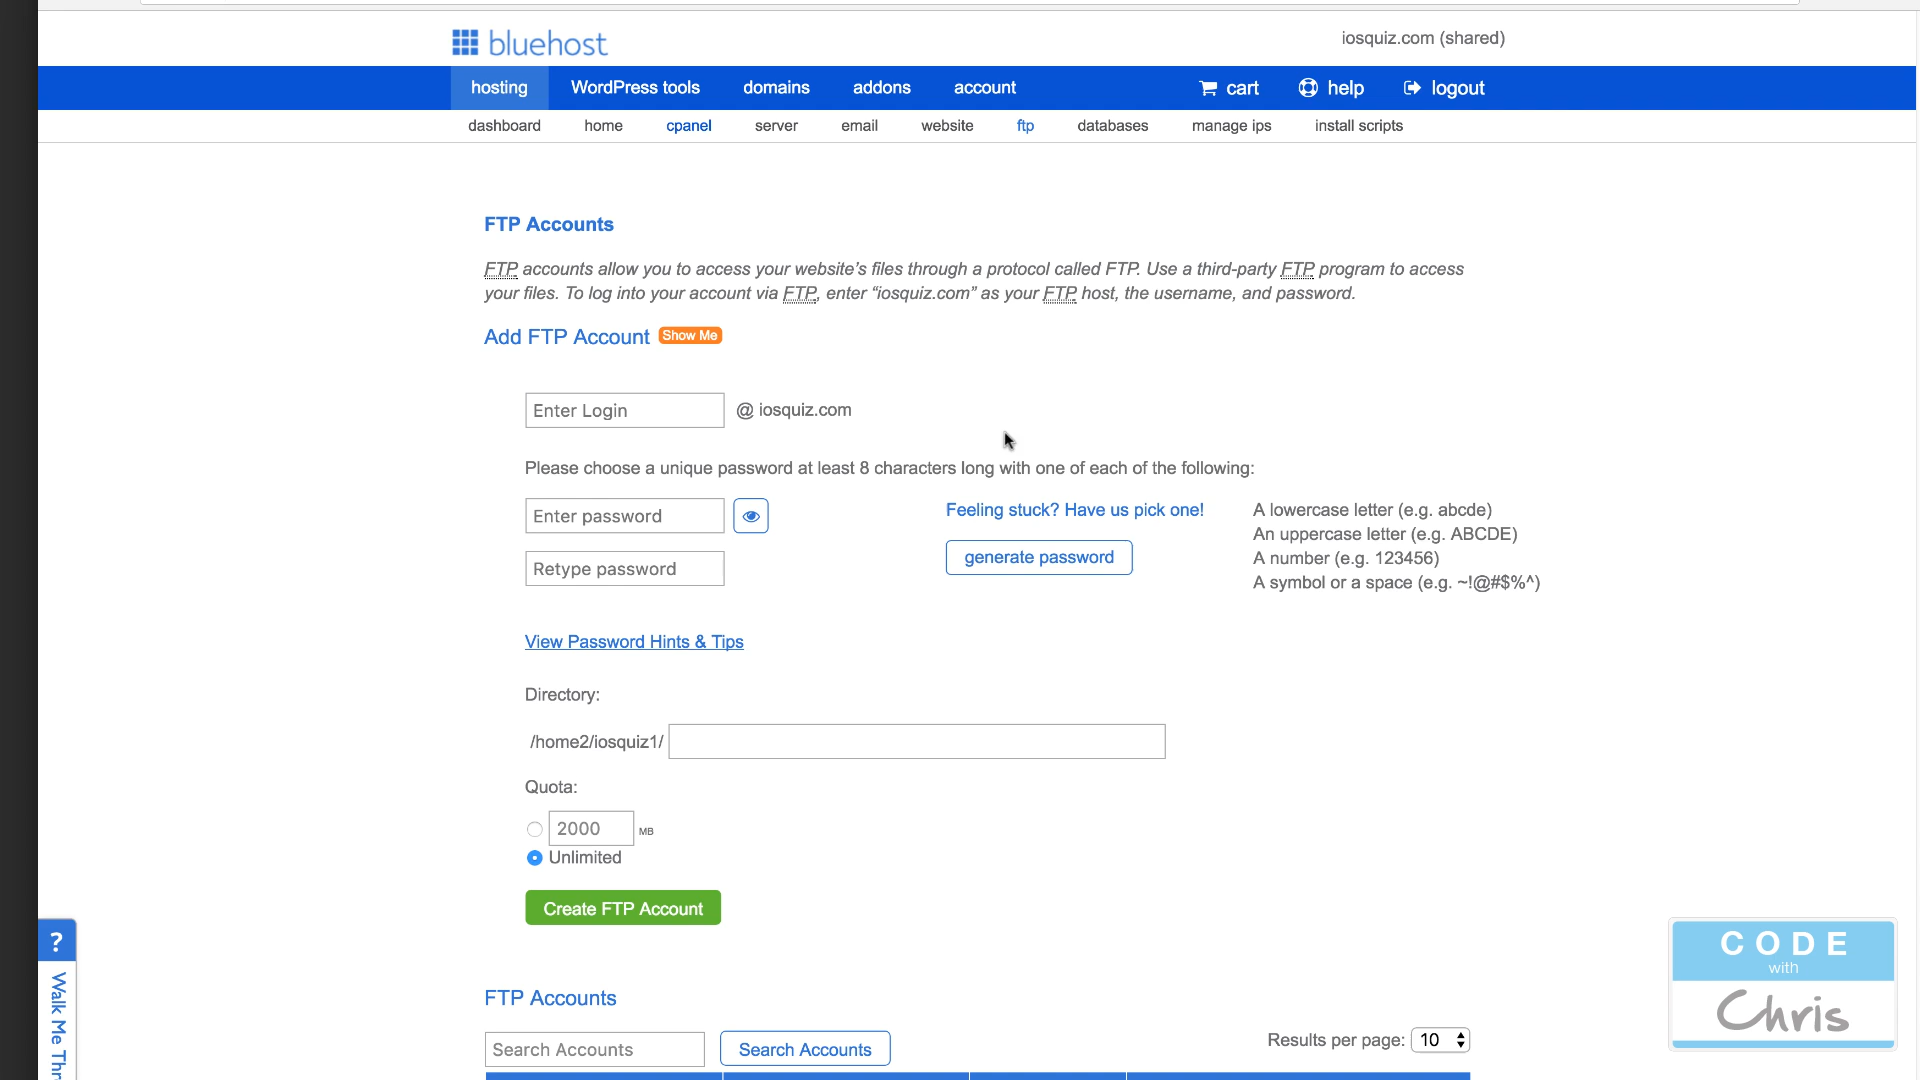 bluehost
iosquiz.com (shared)
hosting WordPress tools domains addons account cart help logout
dashboard home cpanel server email website ftp databases manage ips install scripts
FTP Accounts
FTP accounts allow you to access your website’s files through a protocol called FTP. Use a third-party FTP program to access
your files. To log into your account via FTP, enter “iosquiz.com” as your FTP host, the username, and password.
Add FTP Account Show Me
Enter Login @ iosquiz.com
Please choose a unique password at least 8 characters long with one of each of the following:
Enter password
Retype password
Feeling stuck? Have us pick one!
generate password
A lowercase letter (e.g. abcde)
An uppercase letter (e.g. ABCDE)
A number (e.g. 123456)
A symbol or a space (e.g. ~!@#$%^)
View Password Hints & Tips
Directory:
/home2/iosquiz1/
Quota:
2000 MB
Unlimited
Create FTP Account
FTP Accounts
Search Accounts Search Accounts
Results per page: 10
? Walk Me
CODE
with
Chris